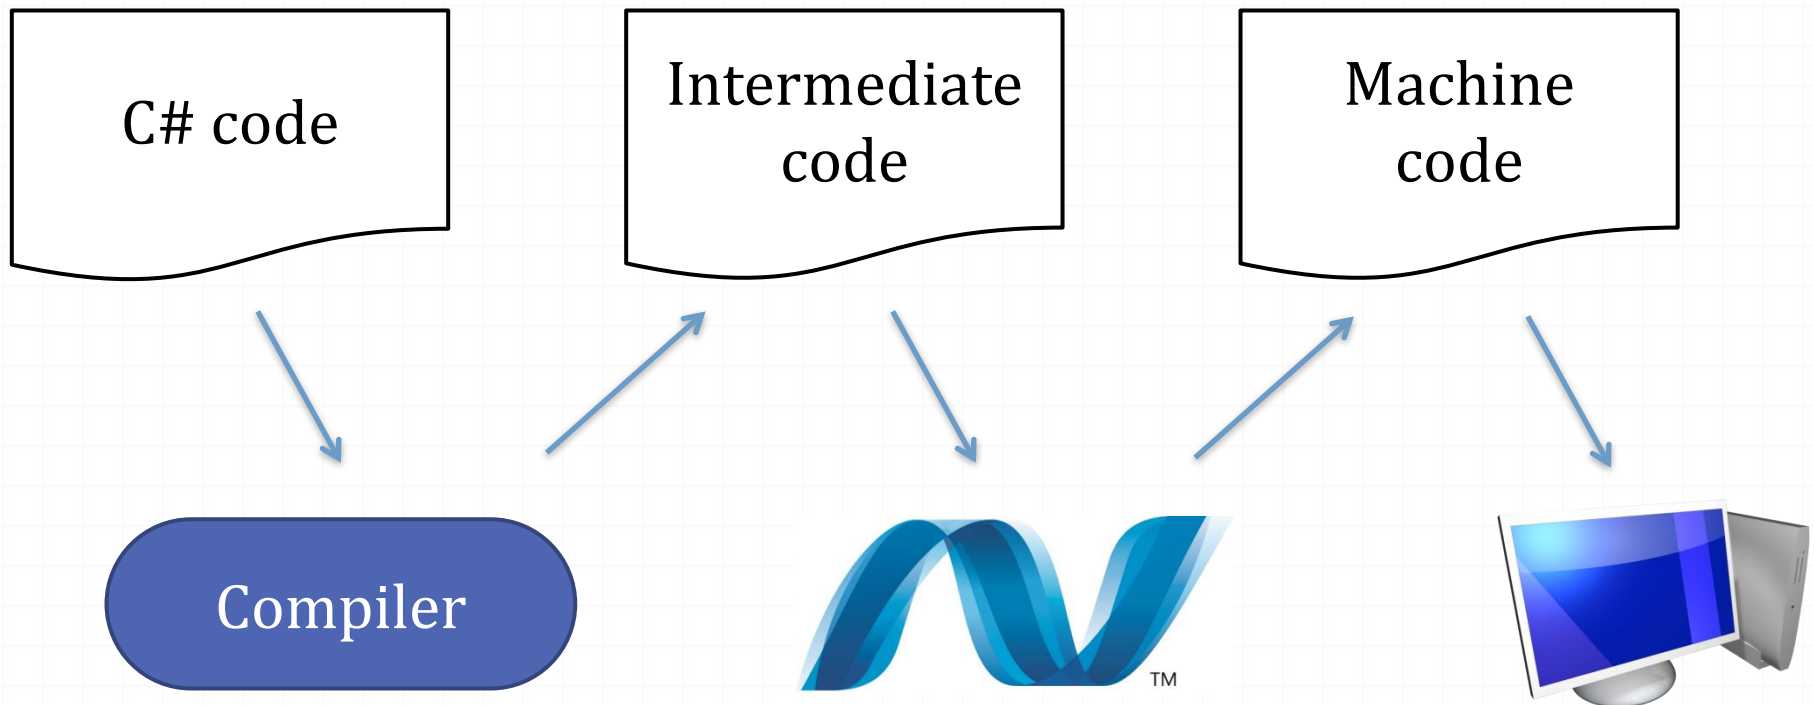 C# code
Intermediate
code
Machine
code
Compiler
TM